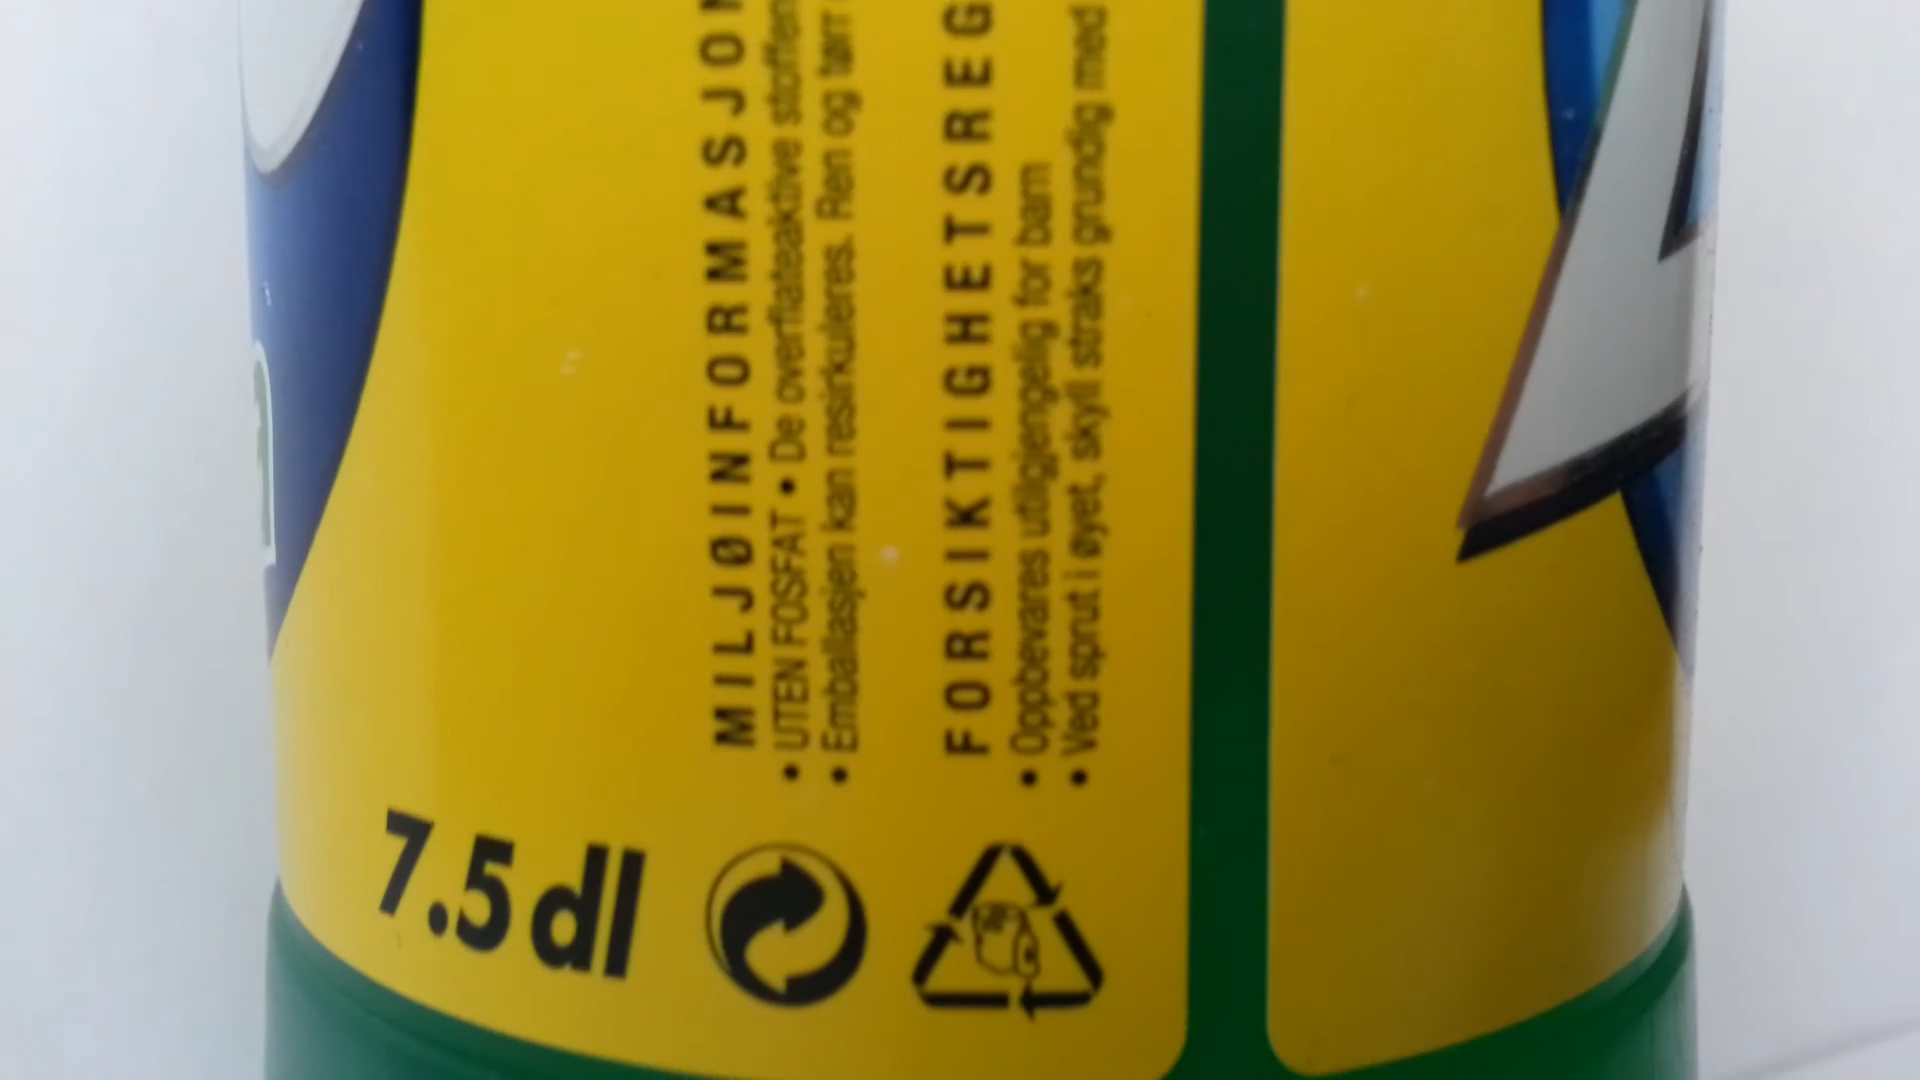 MILJØINFORMASJON
• UTEN FOSFAT • De overflateaktive stoffen
• Emballasjen kan resirkuleres. Ren og tørr
FORSIKTIGHETSREG
• Oppbevares utilgjengelig for barn
• Ved sprut i øyet, skyll straks grundig med
7.5 dl